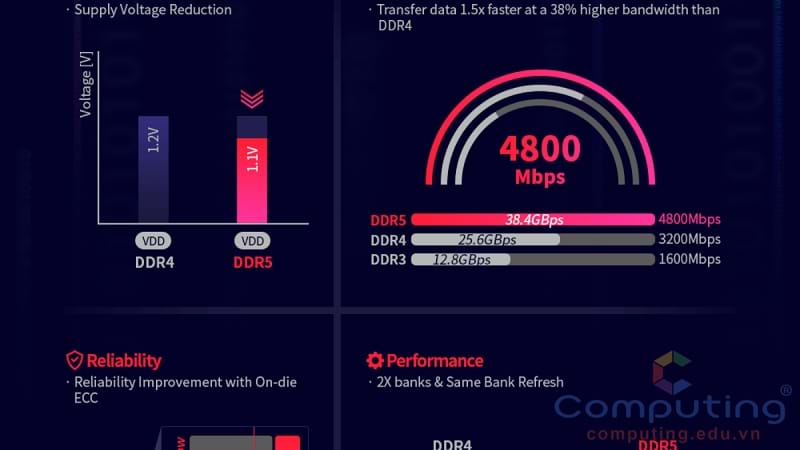 · Supply Voltage Reduction
· Transfer data 1.5x faster at a 38% higher bandwidth than
DDR4
Voltage [V]
1.2V
1.1V
VDD
VDD
DDR4
DDR5
4800
Mbps
DDR5 38.4GBps 4800Mbps
DDR4 25.6GBps 3200Mbps
DDR3 12.8GBps 1600Mbps
Reliability
· Reliability Improvement with On-die
ECC
Performance
· 2X banks & Same Bank Refresh
DDR4
DDR5
Computing®
computing.edu.vn